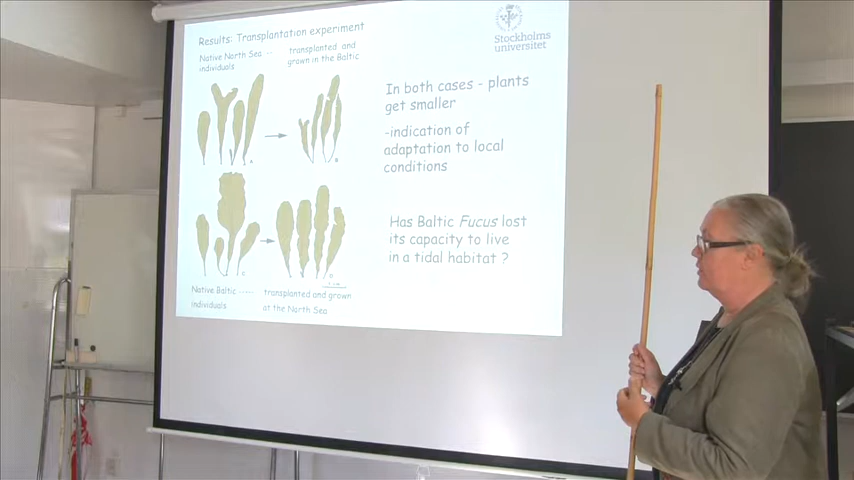 Results: Transplantation experiment
Native North Sea --
individuals
transplanted and
grown in the Baltic
A
B
Stockholms
universitet
In both cases - plants
get smaller
-indication of
adaptation to local
conditions
Has Baltic Fucus lost
its capacity to live
in a tidal habitat ?
C
D
Native Baltic ----
individuals
transplanted and grown
at the North Sea